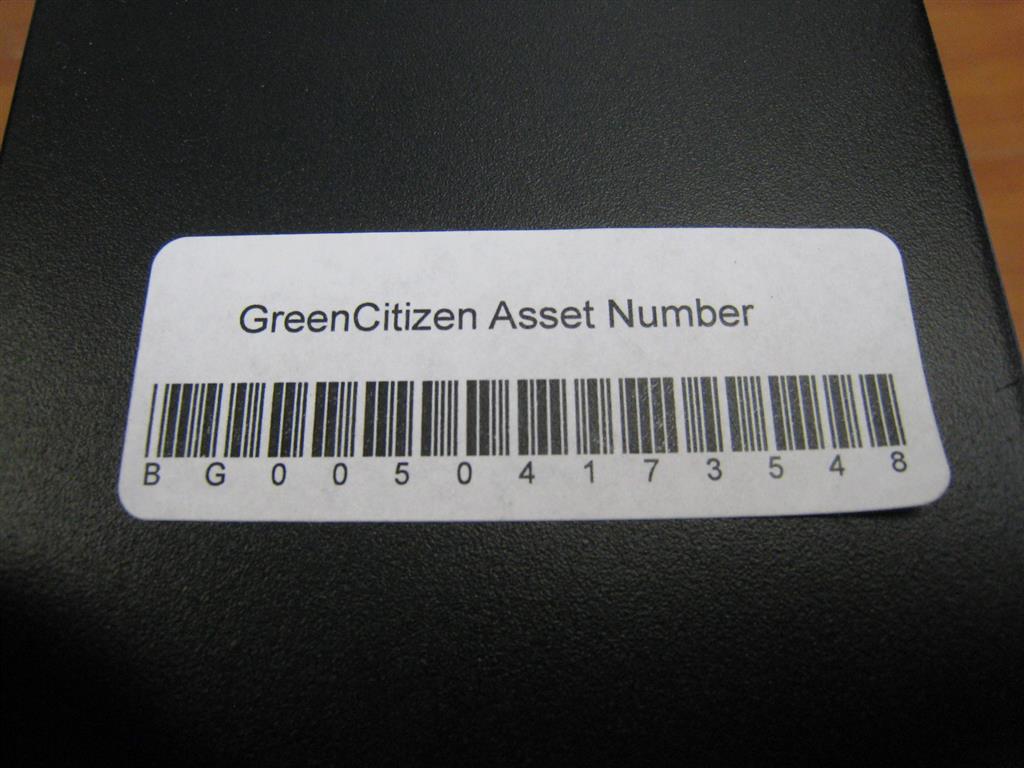 GreenCitizen Asset Number
B G 0 0 5 0 4 1 7 3 5 4 8